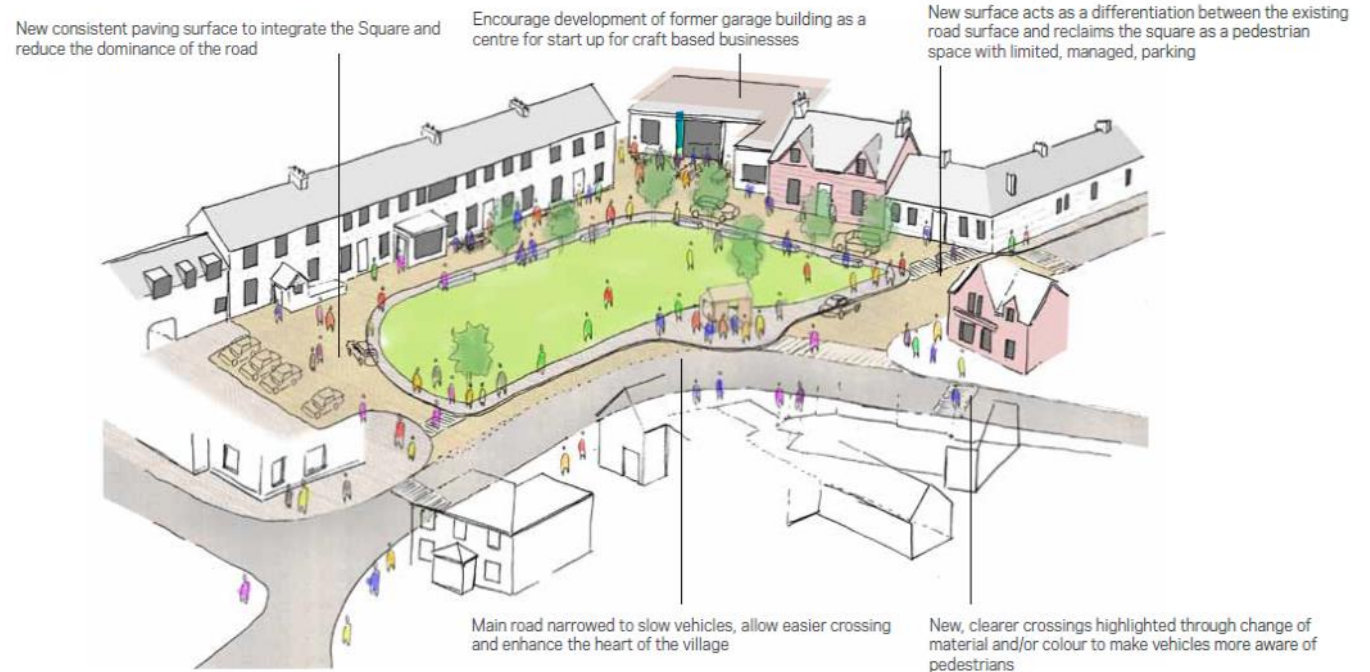 New consistent paving surface to integrate the Square and
reduce the dominance of the road
Encourage development of former garage building as a
centre for start up for craft based businesses
New surface acts as a differentiation between the existing
road surface and reclaims the square as a pedestrian
space with limited, managed, parking
Main road narrowed to slow vehicles, allow easier crossing
and enhance the heart of the village
New, clearer crossings highlighted through change of
material and/or colour to make vehicles more aware of
pedestrians